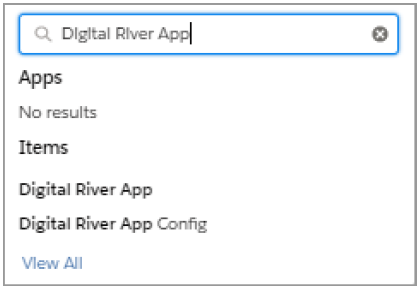 Digital River App
Apps
No results
Items
Digital River App
Digital River App Config
View All